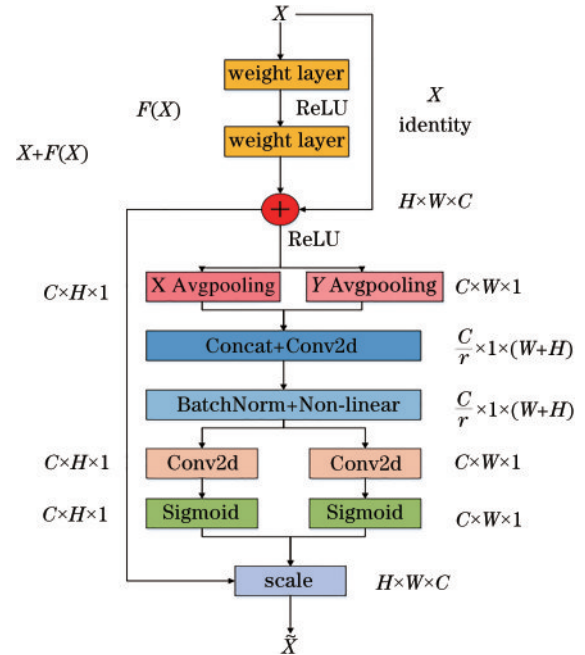 X
weight layer
ReLU
F(X)
X
weight layer
identity
X+F(X)
+
H×W×C
ReLU
C×H×1
X Avgpooling
Y Avgpooling
C×W×1
Concat+Conv2d
C/r ×1×(W+H)
BatchNorm+Non-linear
C/r ×1×(W+H)
C×H×1
Conv2d
Conv2d
C×W×1
C×H×1
Sigmoid
Sigmoid
C×W×1
scale
H×W×C
X̃